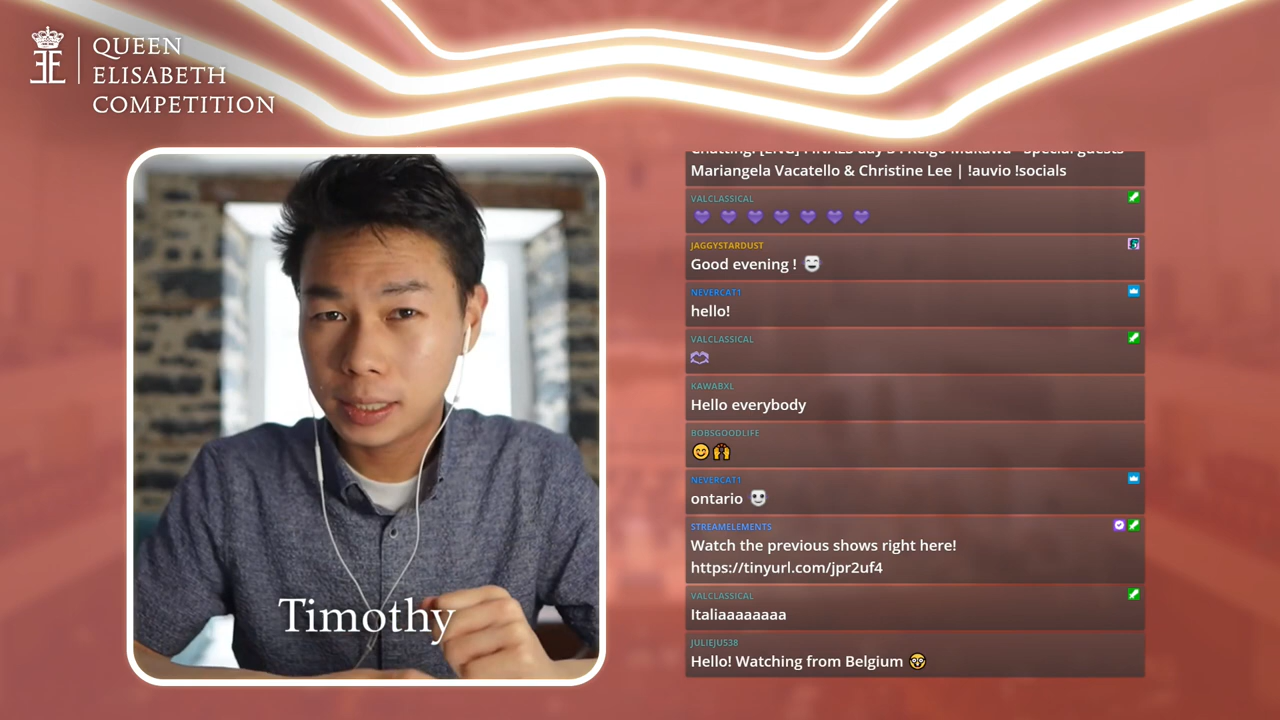 QUEEN
ELISABETH
COMPETITION
Timothy
Mariangela Vacatello & Christine Lee | !auvio !socials
VALCLASSICAL
JAGGYSTARDUST
Good evening !
NEVERCAT1
hello!
VALCLASSICAL
KAWABXL
Hello everybody
BOBSGOODLIFE
NEVERCAT1
ontario
STREAMELEMENTS
Watch the previous shows right here!
https://tinyurl.com/jpr2uf4
VALCLASSICAL
Italiaaaaaaaa
JULIEJUS38
Hello! Watching from Belgium